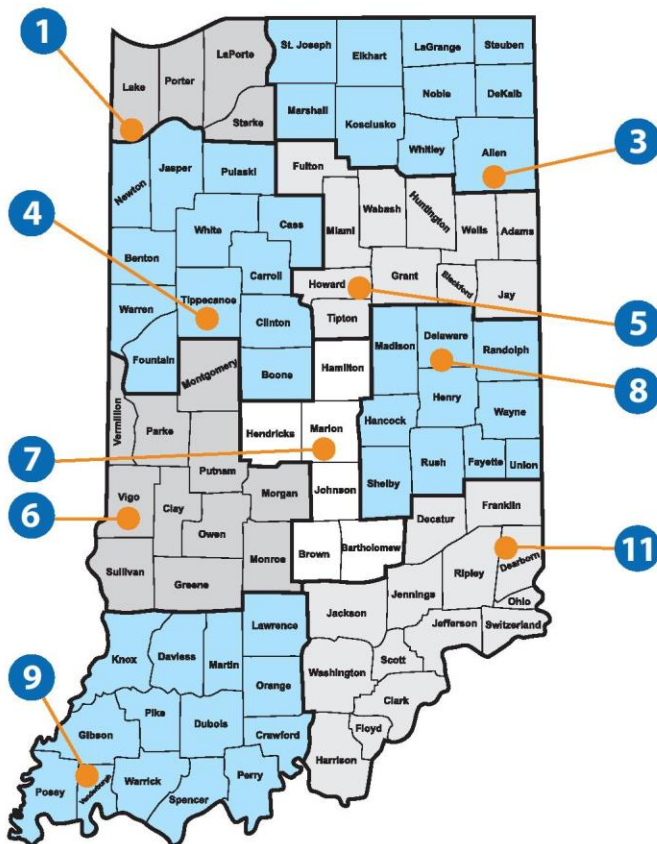 1
LaPorte
Lake
Porter
Starke
St. Joseph
Elkhart
LaGrange
Stauben
Noble
DeKalb
Marshall
Kosciusko
Whitley
Allen
3
Newton
Jasper
Pulaski
Fulton
4
White
Cass
Miami
Wabash
Huntington
Wells
Adams
Benton
Carroll
Howard
Grant
Blackford
Jay
Warren
Tippecanoe
Clinton
Tipton
5
Fountain
Montgomery
Boone
Hamilton
Madison
Delaware
Randolph
8
Vermillion
Parke
Putnam
Hendricks
Marion
Hancock
Henry
Wayne
7
Vigo
Clay
Morgan
Johnson
Shelby
Rush
Fayette
Union
6
Owen
Sullivan
Greene
Monroe
Brown
Bartholomew
Decatur
Franklin
Ripley
Dearborn
11
Ohio
Jackson
Jennings
Jefferson
Switzerland
Knox
Daviess
Martin
Lawrence
Washington
Scott
Clark
Floyd
Harrison
9
Gibson
Pike
Dubois
Orange
Crawford
Posey
Vanderburgh
Warrick
Spencer
Perry